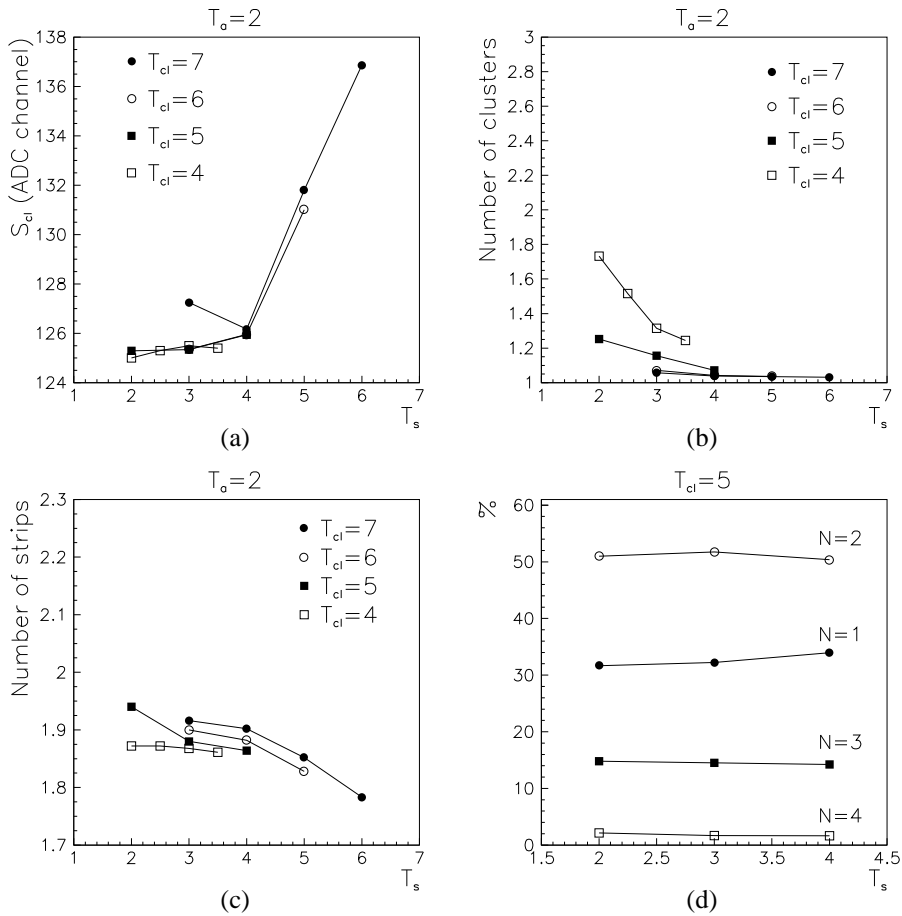 T_a=2
S_cl (ADC channel)
138
136
134
132
130
128
126
124
T_cl=7
T_cl=6
T_cl=5
T_cl=4
1 2 3 4 5 6 7
T_s
(a)
T_a=2
Number of clusters
3
2.8
2.6
2.4
2.2
2
1.8
1.6
1.4
1.2
1
T_cl=7
T_cl=6
T_cl=5
T_cl=4
1 2 3 4 5 6 7
T_s
(b)
T_a=2
Number of strips
2.3
2.2
2.1
2
1.9
1.8
1.7
T_cl=7
T_cl=6
T_cl=5
T_cl=4
1 2 3 4 5 6 7
T_s
(c)
T_cl=5
%
60
50
40
30
20
10
0
N=2
N=1
N=3
N=4
1.5 2 2.5 3 3.5 4 4.5
T_s
(d)